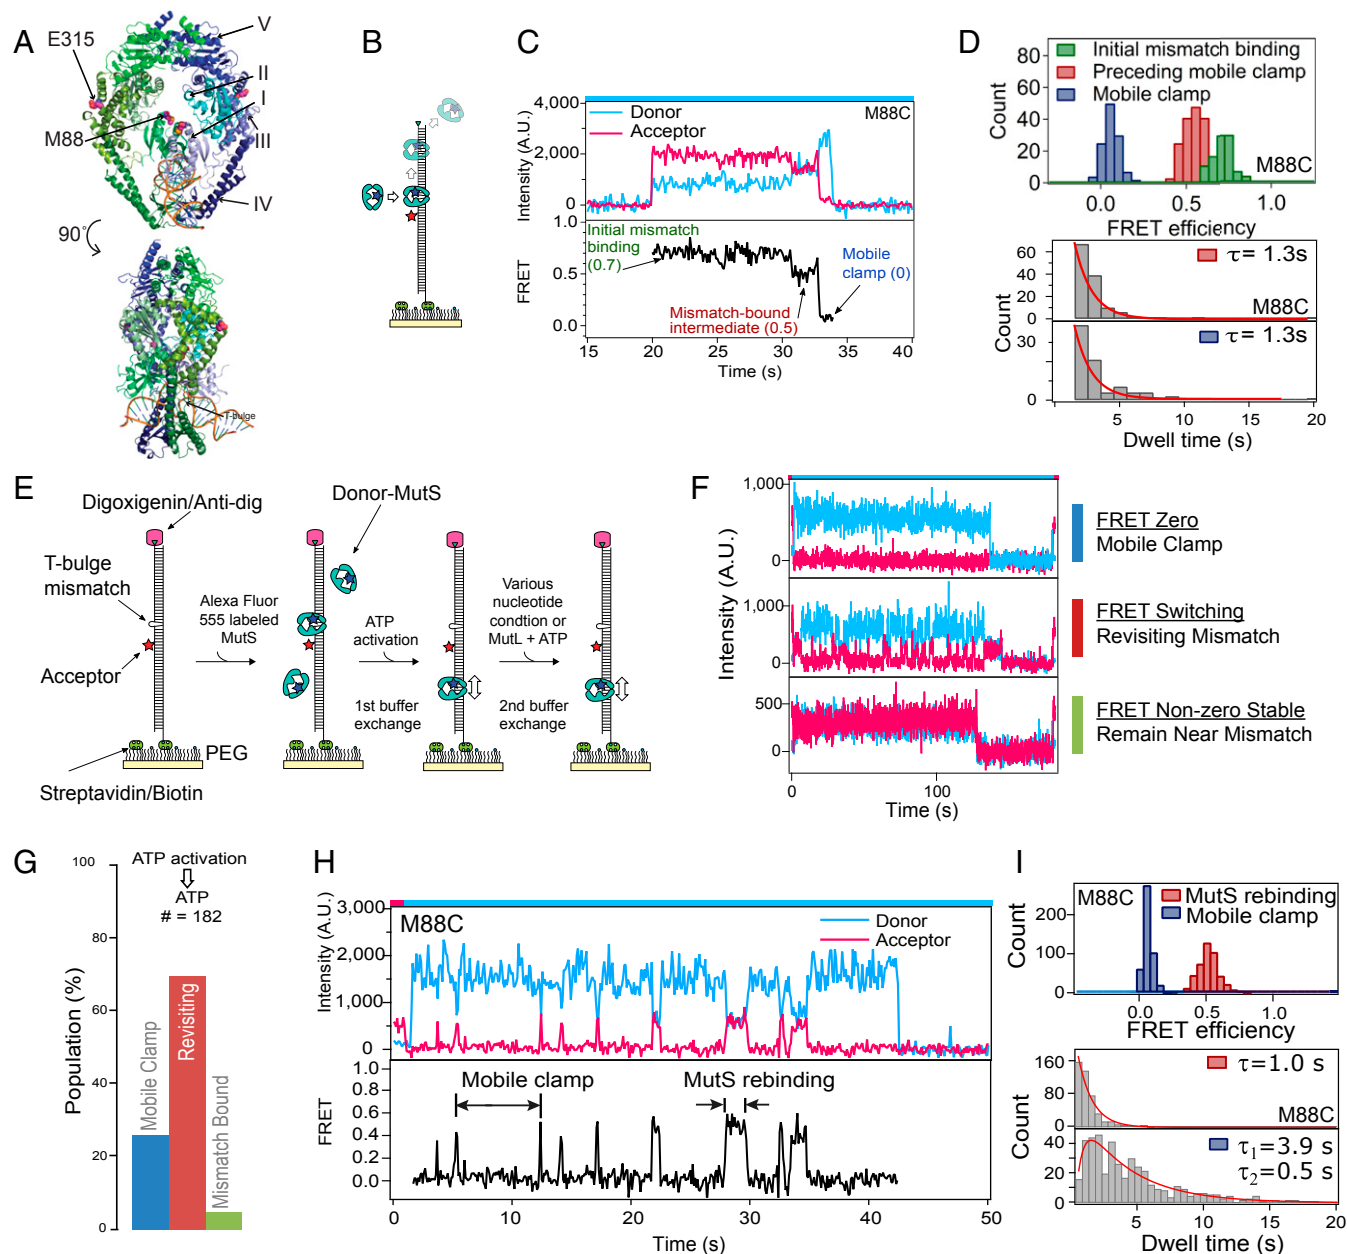 A
E315
M88
V
II
I
III
IV
90°
T-bulge
B
C
4,000
2,000
0
Intensity (A.U.)
Donor
Acceptor
M88C
1.0
0.5
0.0
FRET
Initial mismatch
binding
(0.7)
Mobile
clamp (0)
Mismatch-bound
intermediate (0.5)
15 20 25 30 35 40
Time (s)
D
80
60
40
20
0
Count
Initial mismatch binding
Preceding mobile clamp
Mobile clamp
M88C
0.0 0.5 1.0
FRET efficiency
60
40
20
0
τ = 1.3s
M88C
Count
30
0
τ = 1.3s
5 10 15 20
Dwell time (s)
E
Digoxigenin/Anti-dig
Donor-MutS
T-bulge
mismatch
Acceptor
Alexa Fluor
555 labeled
MutS
ATP
activation
1st buffer
exchange
Various
nucleotide
condtion or
MutL + ATP
2nd buffer
exchange
PEG
Streptavidin/Biotin
F
1,000
0
1,000
0
500
0
Intensity (A.U.)
0 100
Time (s)
FRET Zero
Mobile Clamp
FRET Switching
Revisiting Mismatch
FRET Non-zero Stable
Remain Near Mismatch
G
100
80
60
40
20
0
Population (%)
ATP activation
ATP
# = 182
Mobile Clamp
Revisiting
Mismatch Bound
H
3,000
2,000
1,000
0
Intensity (A.U.)
M88C
Donor
Acceptor
1.0
0.8
0.6
0.4
0.2
0.0
FRET
Mobile clamp
MutS rebinding
0 10 20 30 40 50
Time (s)
I
200
100
0
Count
M88C
MutS rebinding
Mobile clamp
0.0 0.5 1.0
FRET efficiency
160
80
0
τ=1.0 s
M88C
Count
40
20
0
τ1=3.9 s
τ2=0.5 s
5 10 15 20
Dwell time (s)